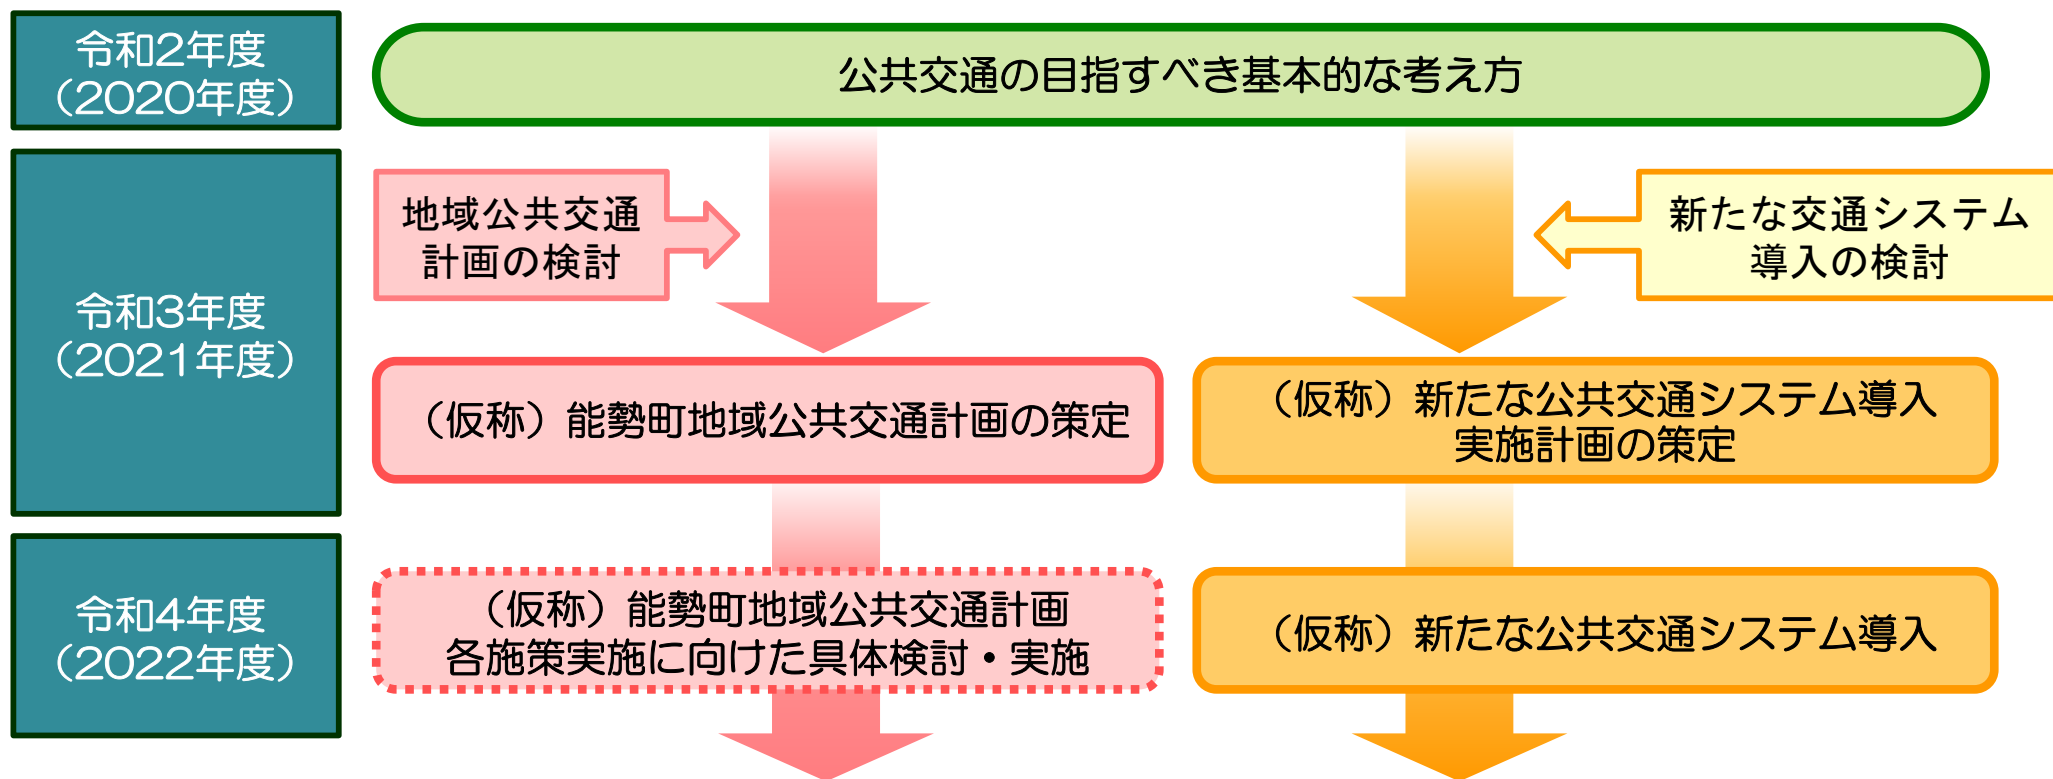 令和2年度
（2020年度）
公共交通の目指すべき基本的な考え方
令和3年度
（2021年度）
地域公共交通
計画の検討
新たな交通システム
導入の検討
（仮称）能勢町地域公共交通計画の策定
（仮称）新たな公共交通システム導入
実施計画の策定
令和4年度
（2022年度）
（仮称）能勢町地域公共交通計画
各施策実施に向けた具体検討・実施
（仮称）新たな公共交通システム導入